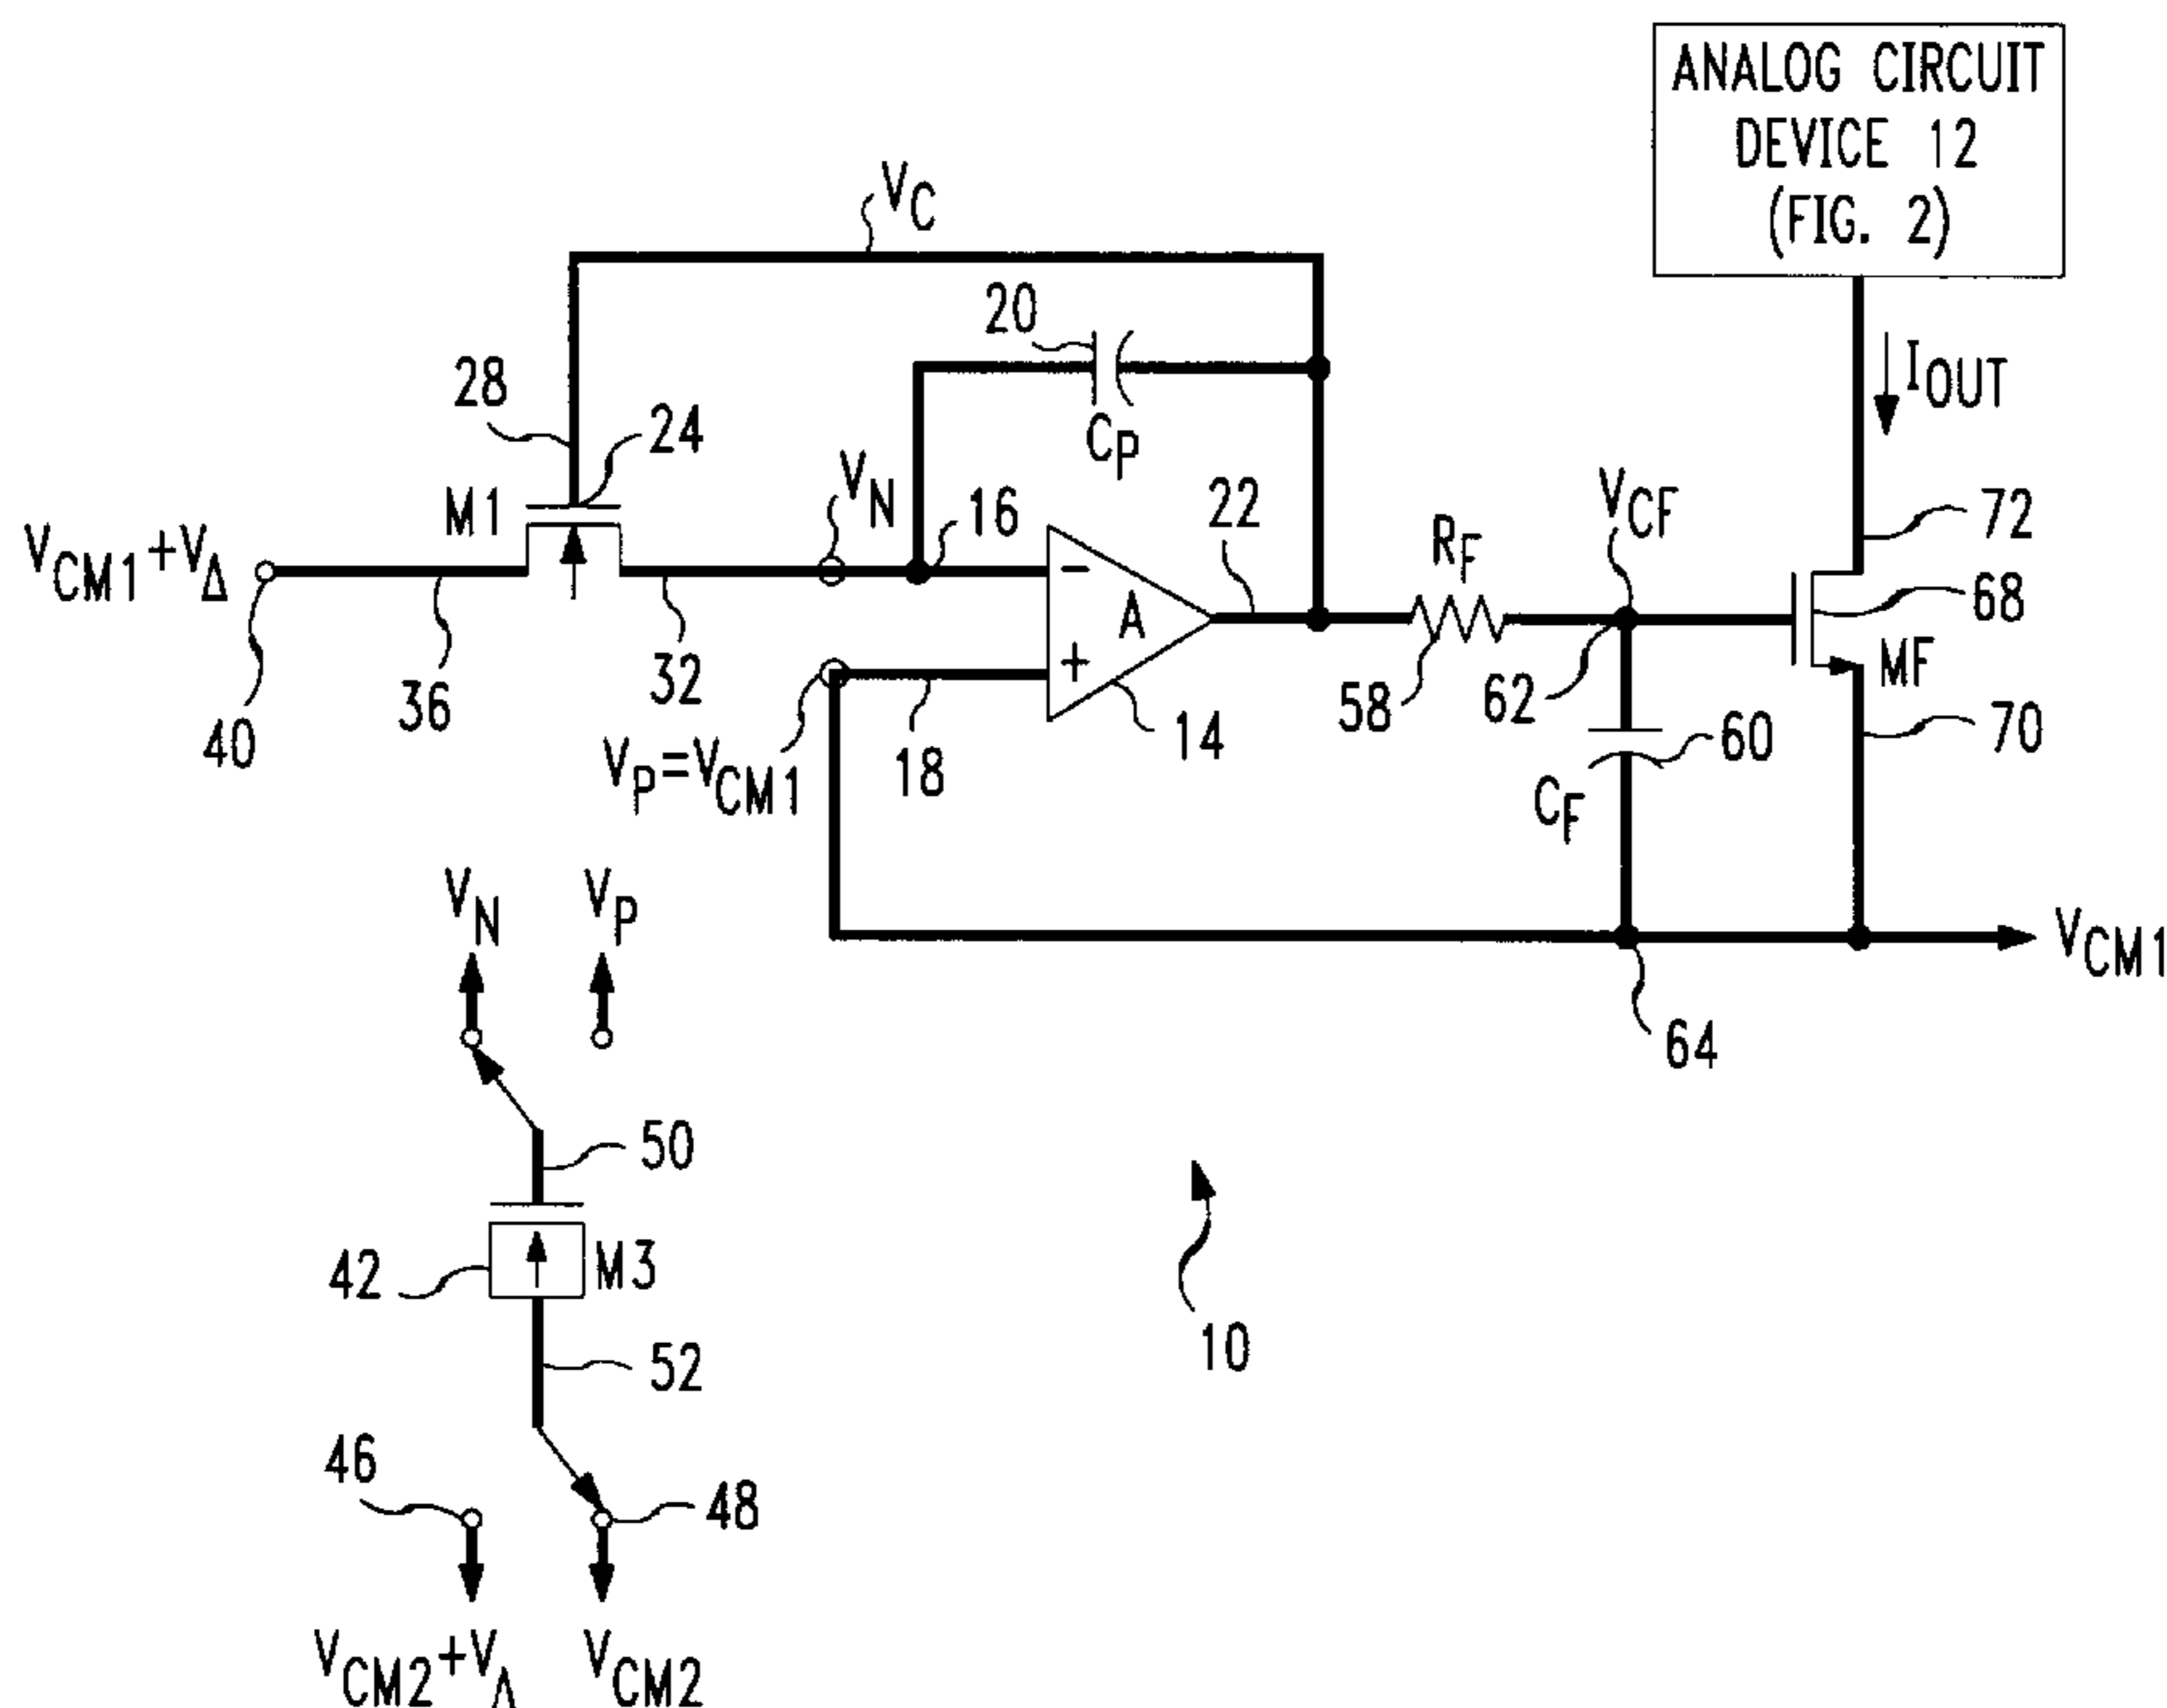 ANALOG CIRCUIT
DEVICE 12
(FIG. 2)
V_C
20
28
24
I_OUT
C_P
M1
V_N
16
22
R_F
V_CF
72
V_CM1+V_Δ
A
-
+
68
MF
36
32
40
58
62
60
70
14
18
V_P=V_CM1
C_F
V_N
V_P
V_CM1
64
50
42
M3
10
52
46
48
V_CM2+V_Δ
V_CM2